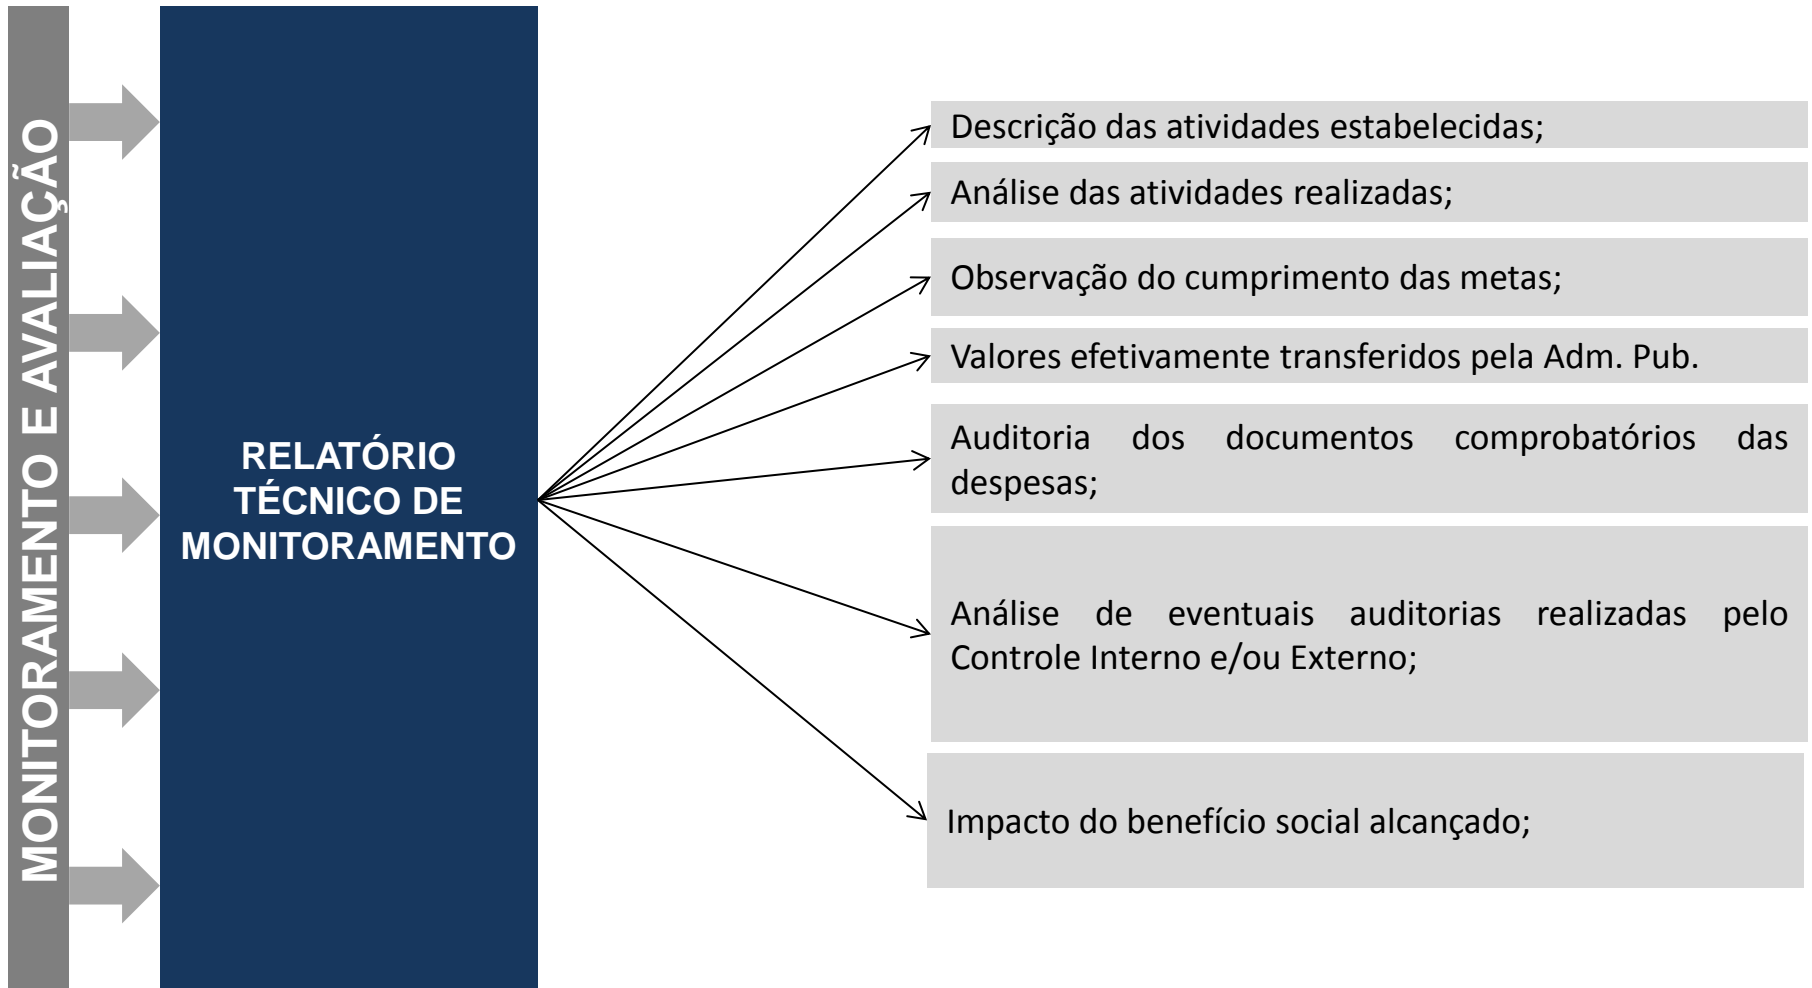 MONITORAMENTO E AVALIAÇÃO
RELATÓRIO
TÉCNICO DE
MONITORAMENTO
Descrição das atividades estabelecidas;
Análise das atividades realizadas;
Observação do cumprimento das metas;
Valores efetivamente transferidos pela Adm. Pub.
Auditoria dos documentos comprobatórios das
despesas;
Análise de eventuais auditorias realizadas pelo
Controle Interno e/ou Externo;
Impacto do benefício social alcançado;